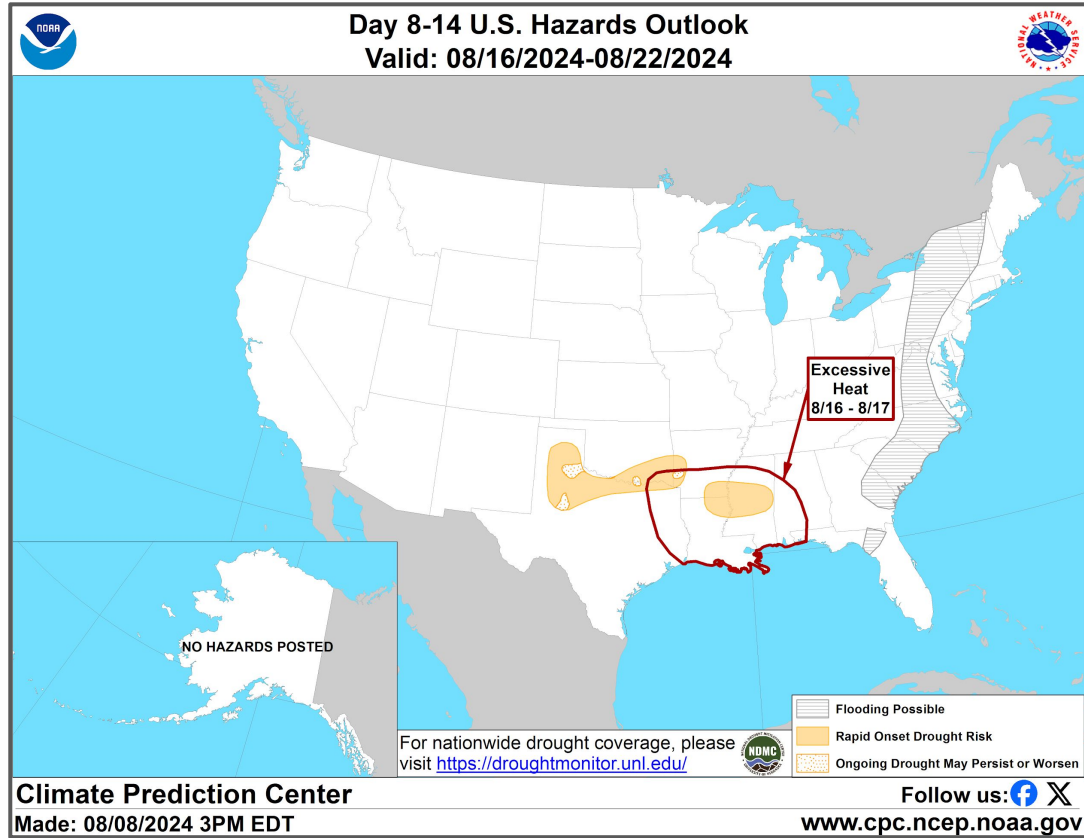 NOAA
Day 8-14 U.S. Hazards Outlook
Valid: 08/16/2024-08/22/2024
NATIONAL WEATHER SERVICE
Excessive
Heat
8/16 - 8/17
NO HAZARDS POSTED
For nationwide drought coverage, please
visit https://droughtmonitor.unl.edu/
NDMC
Flooding Possible
Rapid Onset Drought Risk
Ongoing Drought May Persist or Worsen
Climate Prediction Center
Made: 08/08/2024 3PM EDT
Follow us:
www.cpc.ncep.noaa.gov